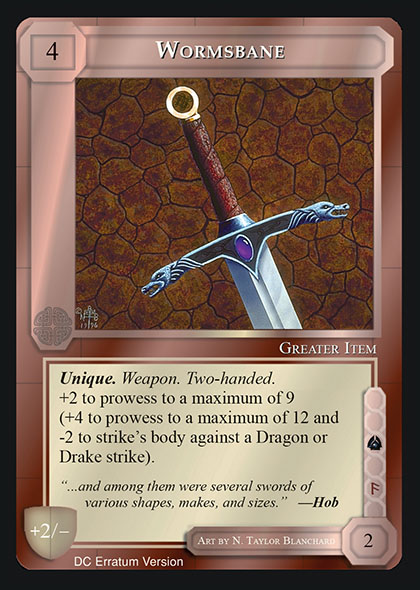 4
WORMSBANE
GREATER ITEM
Unique. Weapon. Two-handed.
+2 to prowess to a maximum of 9
(+4 to prowess to a maximum of 12 and
-2 to strike's body against a Dragon or
Drake strike).
"...and among them were several swords of
various shapes, makes, and sizes." —Hob
+2/–
ART BY N. TAYLOR BLANCHARD
2
DC Erratum Version